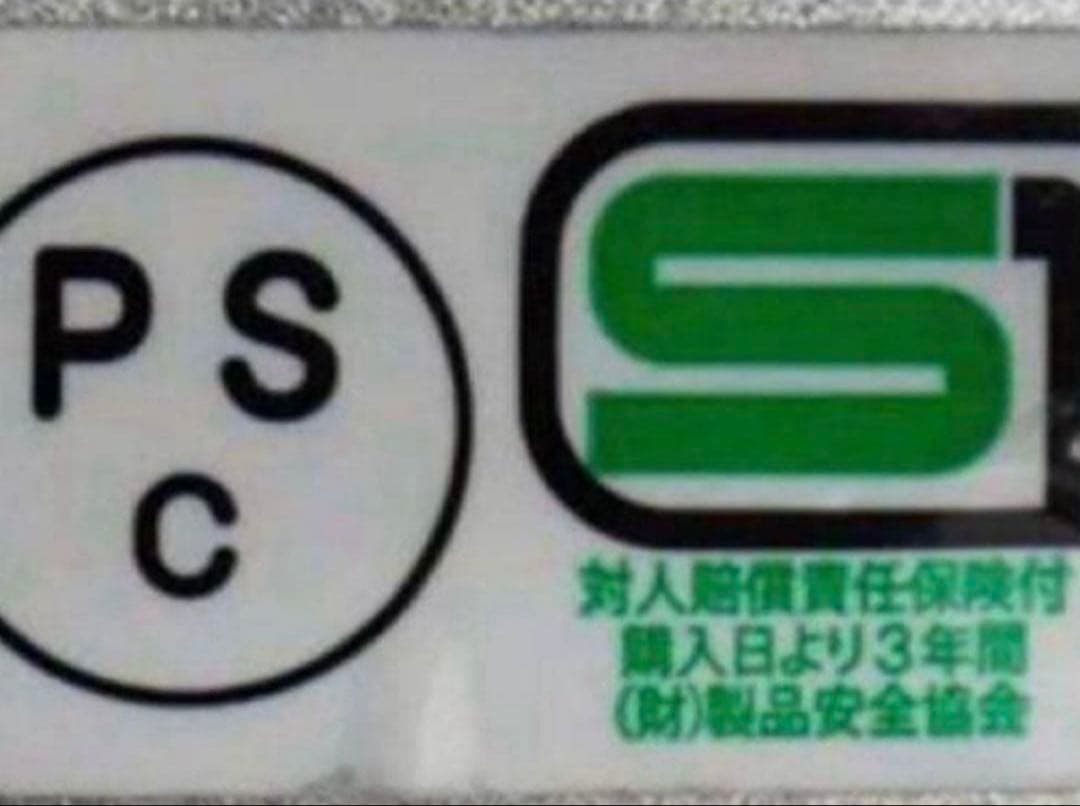 PS
C
S
対人賠償責任保険付
購入日より3年間
(財)製品安全協会